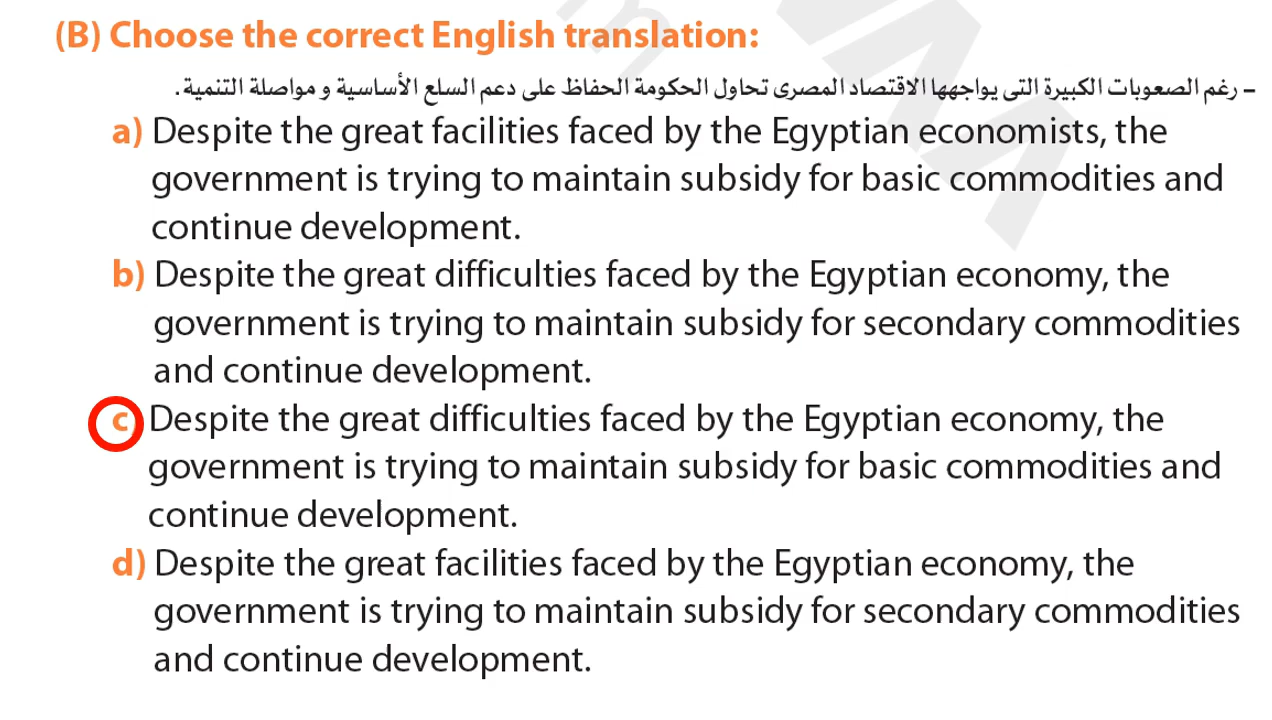 (B) Choose the correct English translation:
– رغم الصعوبات الكبيرة التى يواجهها الاقتصاد المصرى تحاول الحكومة الحفاظ على دعم السلع الأساسية و مواصلة التنمية .
a) Despite the great facilities faced by the Egyptian economists, the
government is trying to maintain subsidy for basic commodities and
continue development.
b) Despite the great difficulties faced by the Egyptian economy, the
government is trying to maintain subsidy for secondary commodities
and continue development.
c) Despite the great difficulties faced by the Egyptian economy, the
government is trying to maintain subsidy for basic commodities and
continue development.
d) Despite the great facilities faced by the Egyptian economy, the
government is trying to maintain subsidy for secondary commodities
and continue development.